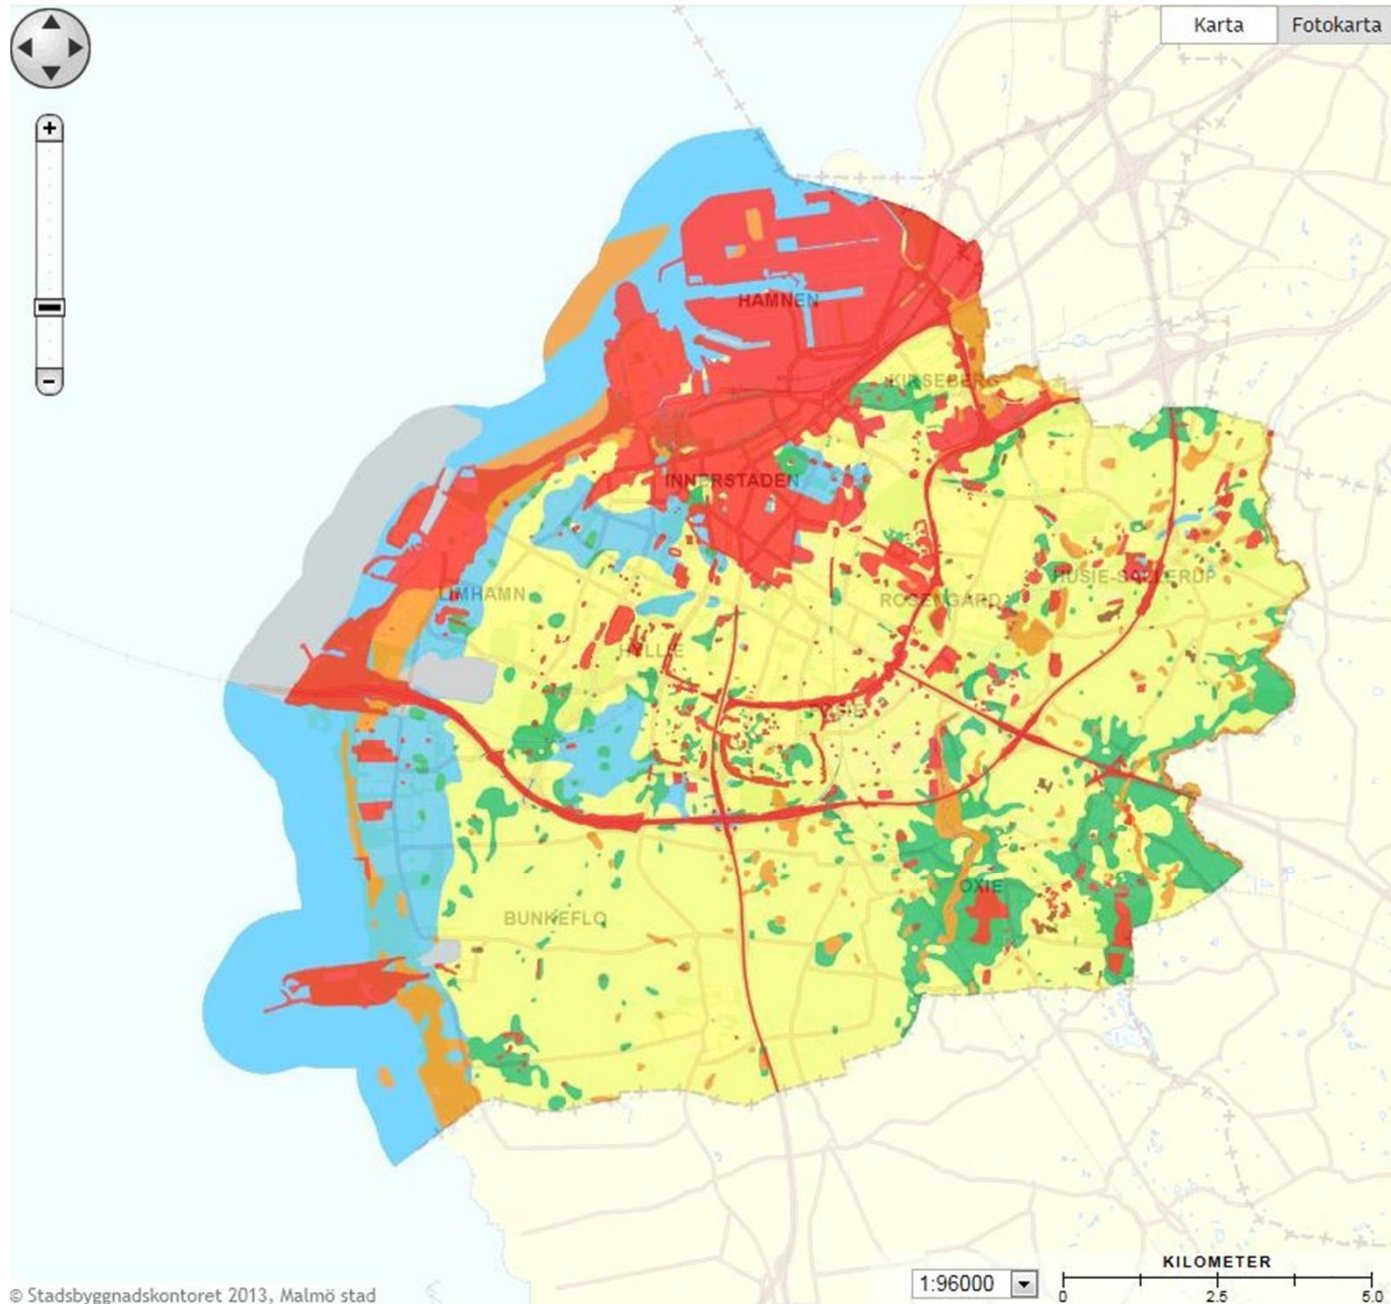 Karta
Fotokarta
HAMNEN
KIRSEBERG
INNERSTADEN
HUSIE-SALLERUP
LIMHAMN
ROSENGÅRD
HYLLIE
FOSIE
OXIE
BUNKEFLO
KILOMETER
1:96000
0 2.5 5.0
© Stadsbyggnadskontoret 2013, Malmö stad